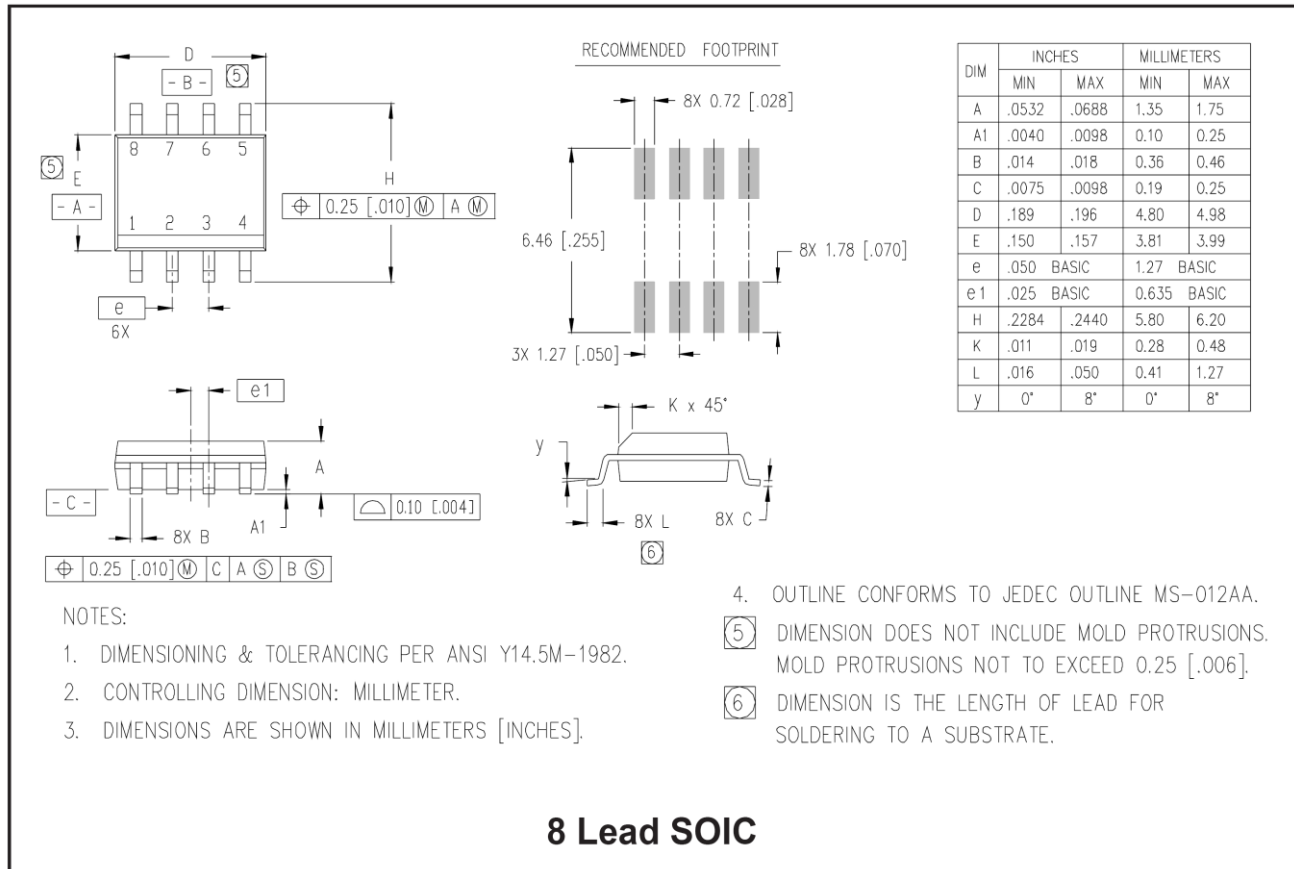 D
- B - ⑤
8 7 6 5
⑤ E
- A -
H
⌖ 0.25 [.010] Ⓜ A Ⓜ
1 2 3 4
e
6X
RECOMMENDED FOOTPRINT
8X 0.72 [.028]
6.46 [.255]
8X 1.78 [.070]
3X 1.27 [.050]
DIM INCHES MILLIMETERS
MIN MAX MIN MAX
A .0532 .0688 1.35 1.75
A1 .0040 .0098 0.10 0.25
B .014 .018 0.36 0.46
C .0075 .0098 0.19 0.25
D .189 .196 4.80 4.98
E .150 .157 3.81 3.99
e .050 BASIC 1.27 BASIC
e1 .025 BASIC 0.635 BASIC
H .2284 .2440 5.80 6.20
K .011 .019 0.28 0.48
L .016 .050 0.41 1.27
y 0° 8° 0° 8°
e1
A
- C -
A1
8X B
⌓ 0.10 [.004]
⌖ 0.25 [.010] Ⓜ C A Ⓢ B Ⓢ
K x 45°
y
8X L
8X C
⑥
NOTES:
1. DIMENSIONING & TOLERANCING PER ANSI Y14.5M-1982.
2. CONTROLLING DIMENSION: MILLIMETER.
3. DIMENSIONS ARE SHOWN IN MILLIMETERS [INCHES].
4. OUTLINE CONFORMS TO JEDEC OUTLINE MS-012AA.
⑤ DIMENSION DOES NOT INCLUDE MOLD PROTRUSIONS.
MOLD PROTRUSIONS NOT TO EXCEED 0.25 [.006].
⑥ DIMENSION IS THE LENGTH OF LEAD FOR
SOLDERING TO A SUBSTRATE.
8 Lead SOIC